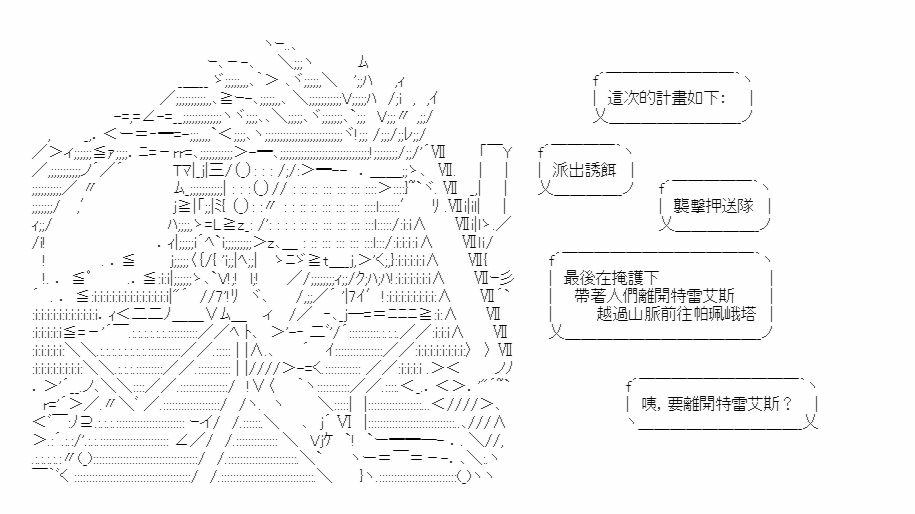 這次的計畫如下：
派出誘餌
襲擊押送隊
最後在掩護下
帶著人們離開特雷艾斯
越過山脈前往帕珮峨塔
咦，要離開特雷艾斯？